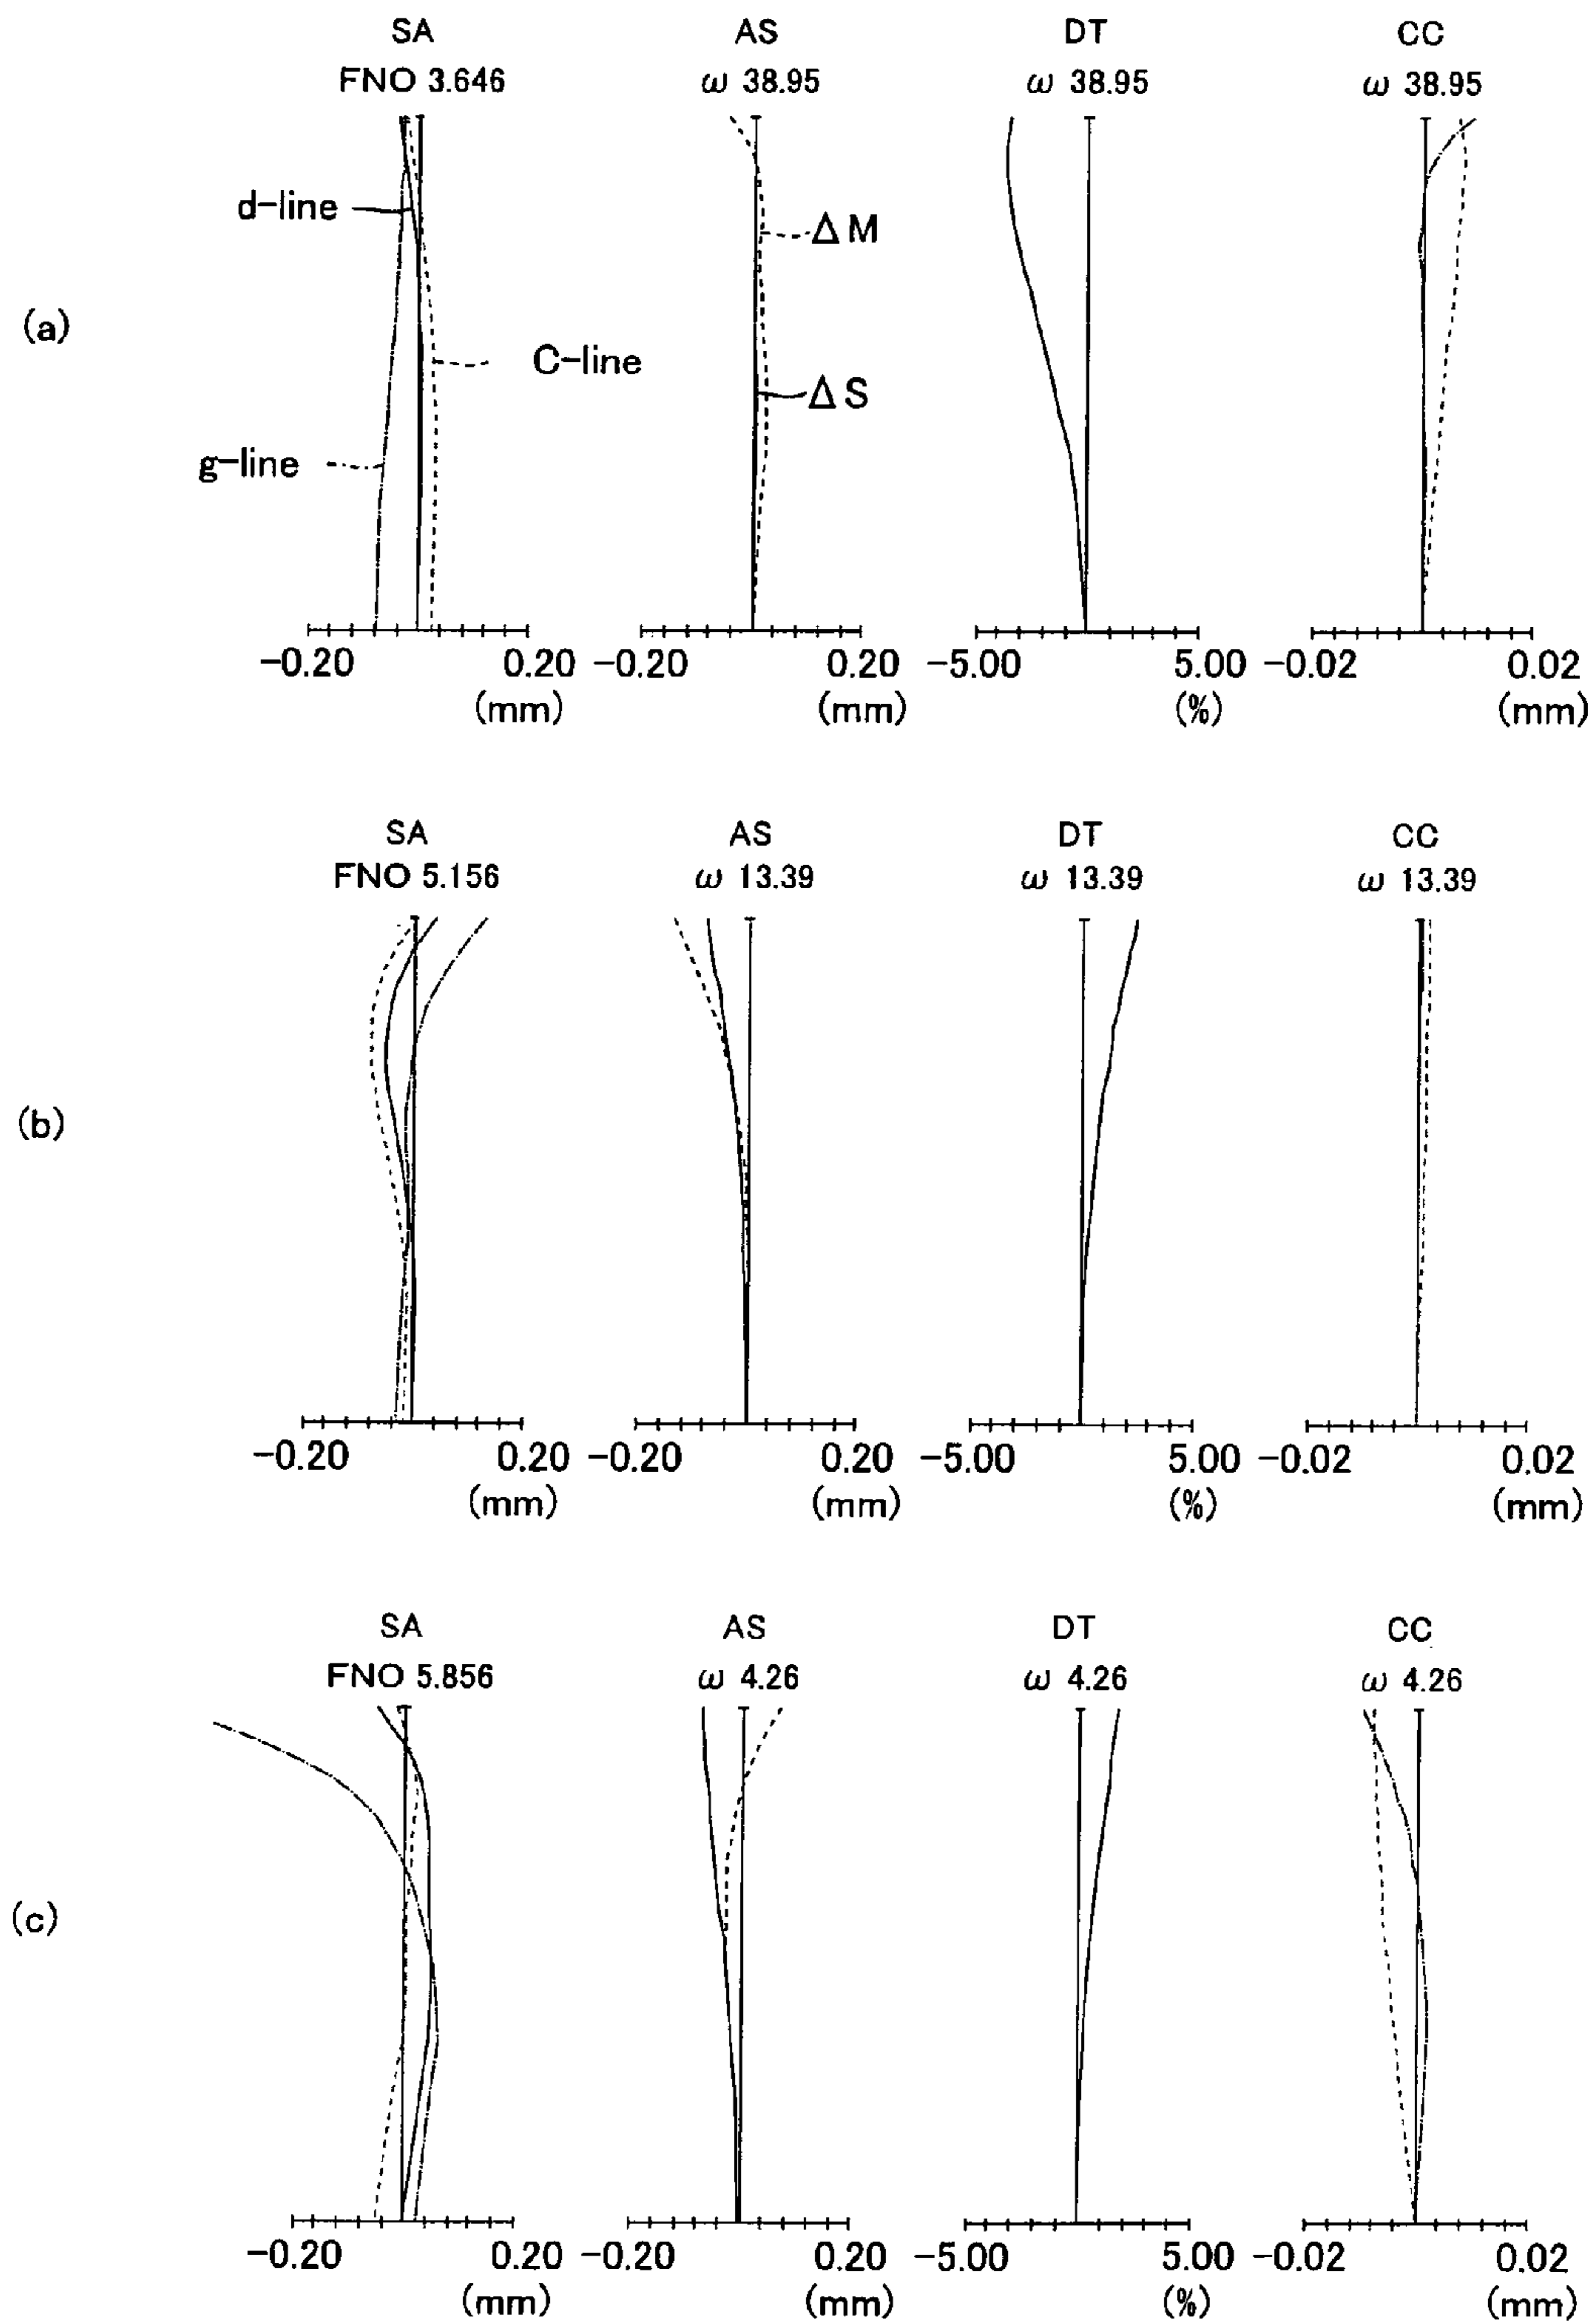 SA AS DT CC
FNO 3.646 ω 38.95 ω 38.95 ω 38.95
d-line
ΔM
(a)
C-line
ΔS
g-line
-0.20 0.20 -0.20 0.20 -5.00 5.00 -0.02 0.02
(mm) (mm) (%) (mm)
SA AS DT CC
FNO 5.156 ω 13.39 ω 13.39 ω 13.39
(b)
-0.20 0.20 -0.20 0.20 -5.00 5.00 -0.02 0.02
(mm) (mm) (%) (mm)
SA AS DT CC
FNO 5.856 ω 4.26 ω 4.26 ω 4.26
(c)
-0.20 0.20 -0.20 0.20 -5.00 5.00 -0.02 0.02
(mm) (mm) (%) (mm)